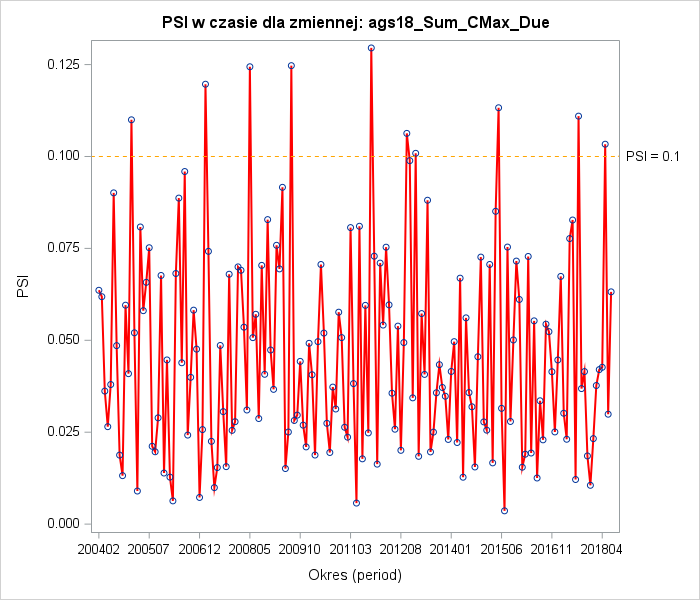 PSI w czasie dla zmiennej: ags18_Sum_CMax_Due
0.125
0.100
PSI = 0.1
0.075
PSI
0.050
0.025
0.000
200402 200507 200612 200805 200910 201103 201208 201401 201506 201611 201804
Okres (period)